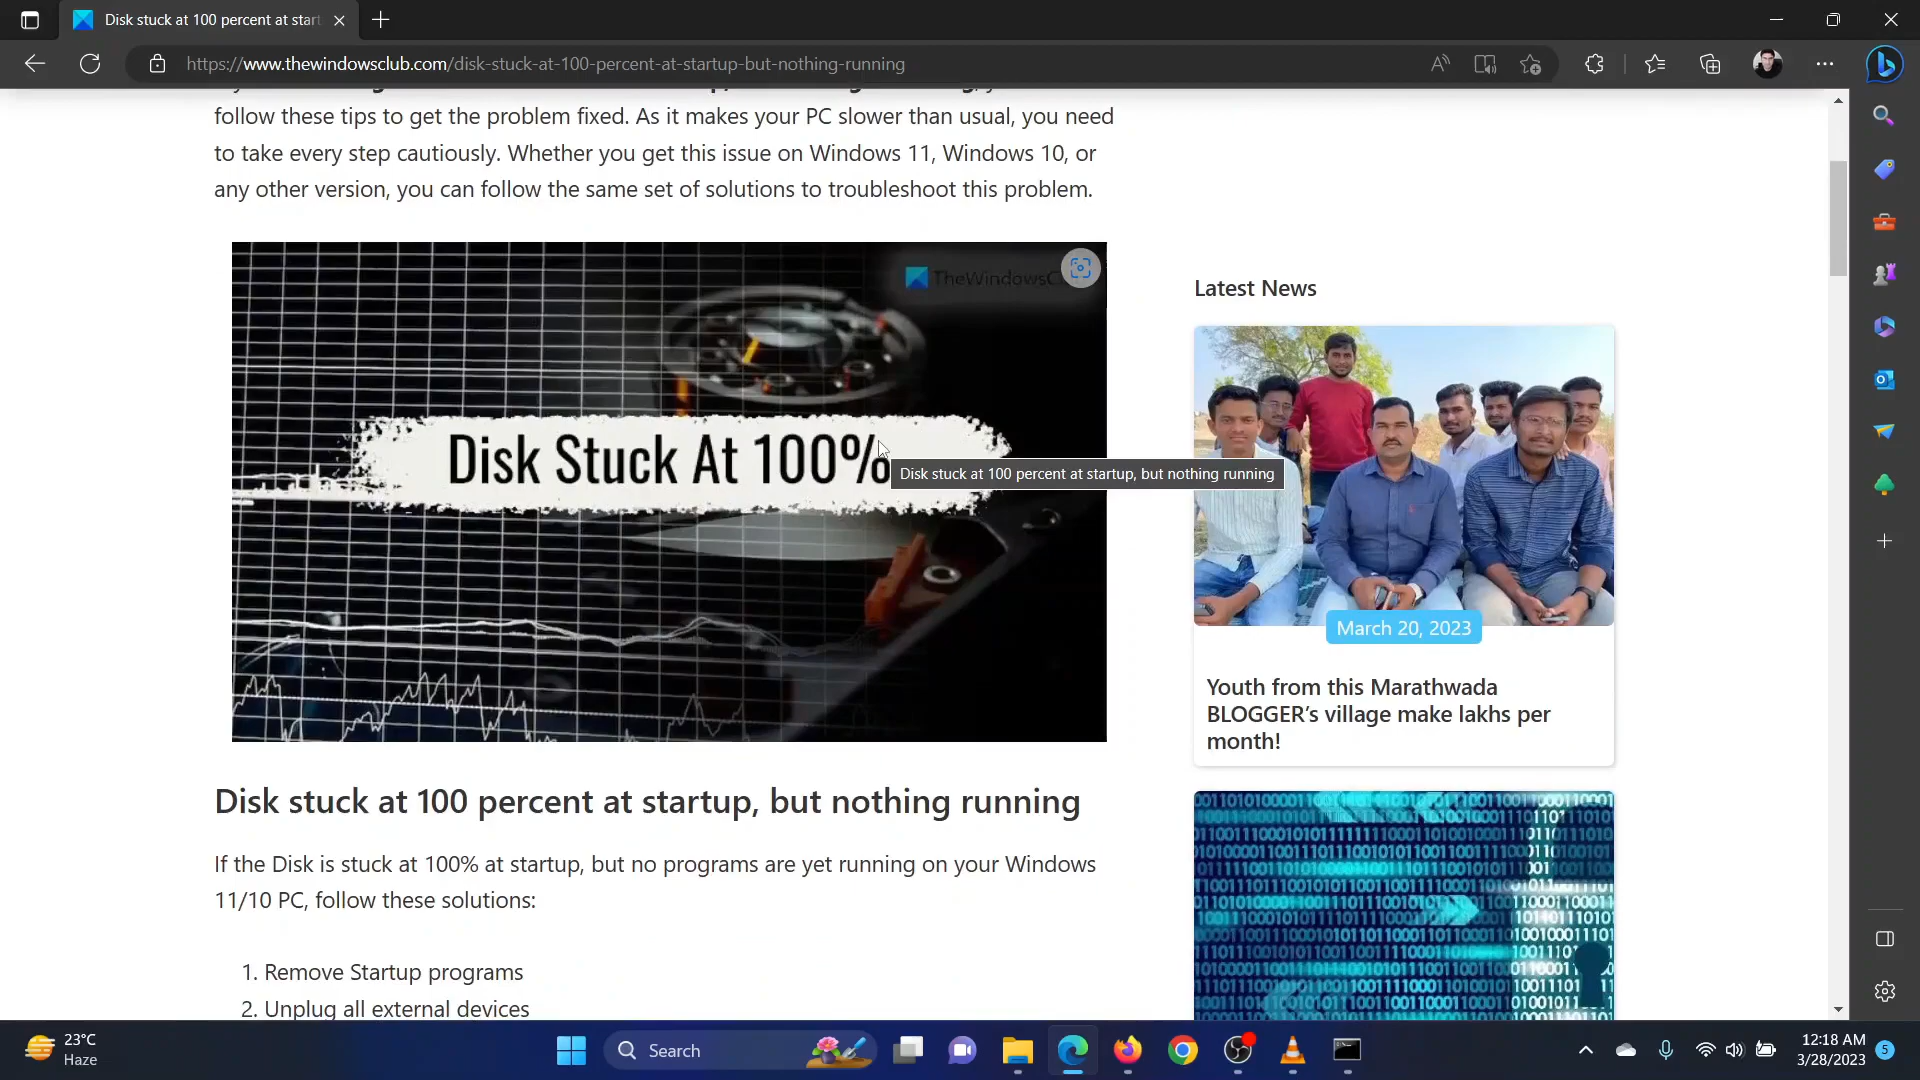 Disk stuck at 100 percent at start
https://www.thewindowsclub.com/disk-stuck-at-100-percent-at-startup-but-nothing-running
follow these tips to get the problem fixed. As it makes your PC slower than usual, you need
to take every step cautiously. Whether you get this issue on Windows 11, Windows 10, or
any other version, you can follow the same set of solutions to troubleshoot this problem.
TheWindowsC
Disk Stuck At 100%
Disk stuck at 100 percent at startup, but nothing running
Disk stuck at 100 percent at startup, but nothing running
If the Disk is stuck at 100% at startup, but no programs are yet running on your Windows
11/10 PC, follow these solutions:
1. Remove Startup programs
2. Unplug all external devices
Latest News
March 20, 2023
Youth from this Marathwada
BLOGGER's village make lakhs per
month!
23°C
Haze
Search
12:18 AM
3/28/2023
5